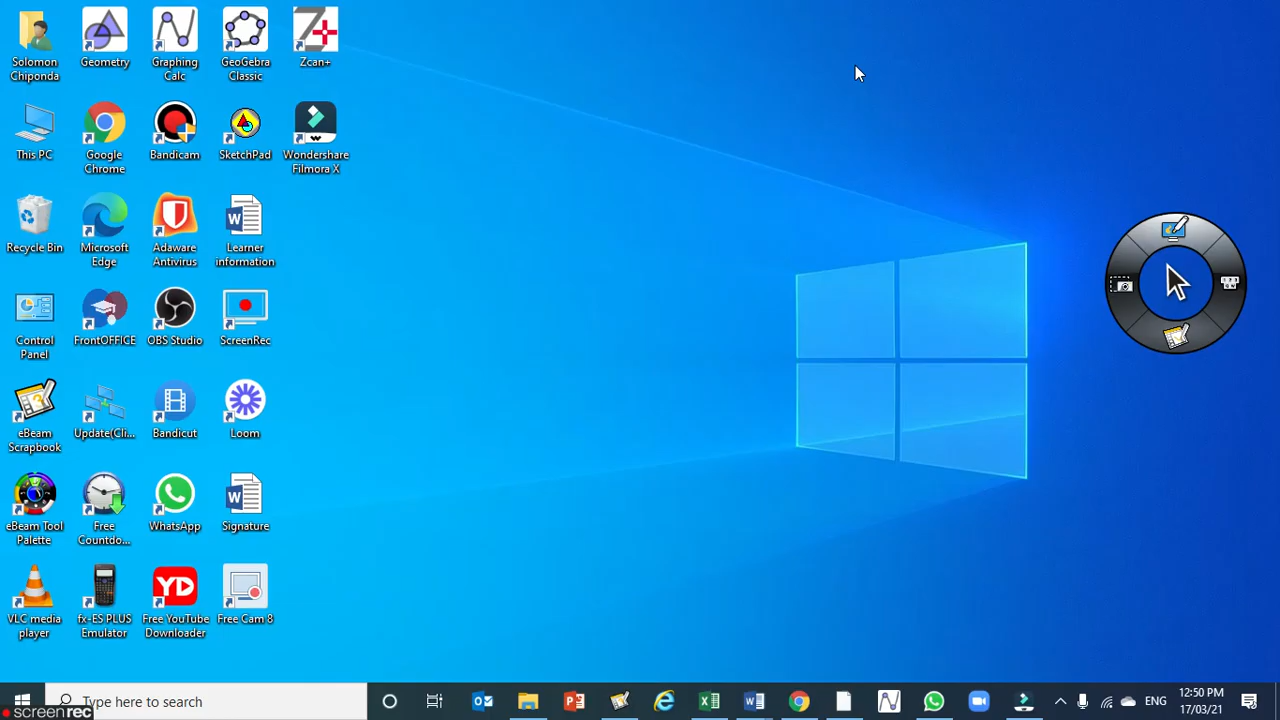 Solomon
Chiponda
Geometry
Graphing
Calc
GeoGebra
Classic
Zcan+
This PC
Google
Chrome
Bandicam
SketchPad
Wondershare
Filmora X
Recycle Bin
Microsoft
Edge
Adaware
Antivirus
Learner
information
Control
Panel
FrontOFFICE
OBS Studio
ScreenRec
eBeam
Scrapbook
Update(Cli...
Bandicut
Loom
eBeam Tool
Palette
Free
Countdo...
WhatsApp
Signature
VLC media
player
fx-ES PLUS
Emulator
YD
Free YouTube
Downloader
Free Cam 8
Type here to search
ENG
12:50 PM
17/03/21
screenrec